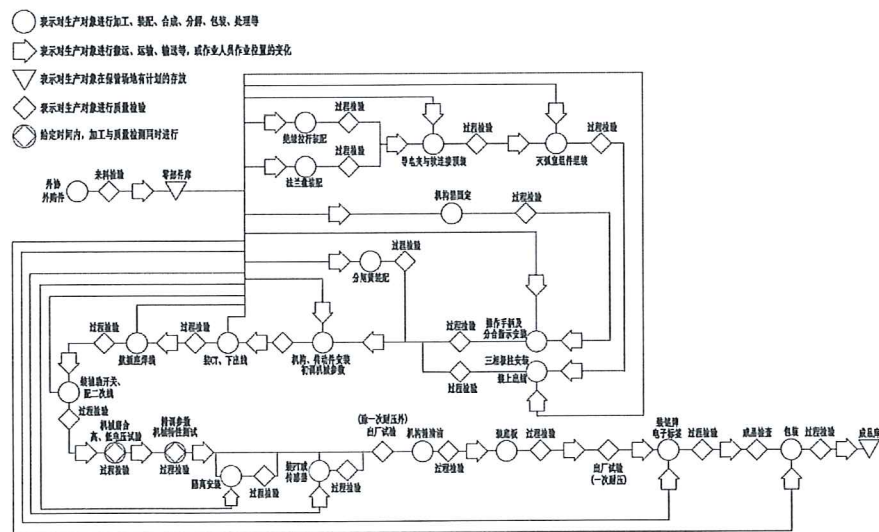 表示对生产对象进行加工、装配、合成、分解、包装、处理等
表示对生产对象进行搬运、运输、输送等，或作业人员作业位置的变化
表示对生产对象在保管场地有计划的存放
表示对生产对象进行质量检验
给定时间内，加工与质量检测同时进行
过程检验
绝缘拉杆装配
过程检验
法兰盘装配
过程检验
导电夹与软连接预装
过程检验
灭弧室组件组装
来料检验
零部件库
外协
外购件
机构箱固定
过程检验
过程检验
分闸簧装配
过程检验
过程检验
过程检验
操作手柄及
分合指示安装
装CT、下出线
机构、传动件安装
初调机械参数
三相极柱安装
装上出线
过程检验
装辅助开关、
配二次线
过程检验
机械磨合
高、低电压试验
过程检验
精调参数
机械特性测试
过程检验
隔离安装
过程检验
装PT或
传感器
过程检验
(除一次耐压外)
出厂试验
过程检验
装底板
过程检验
出厂试验
(一次耐压)
装铭牌
电子标签
过程检验
成品检查
包装
过程检验
成品库